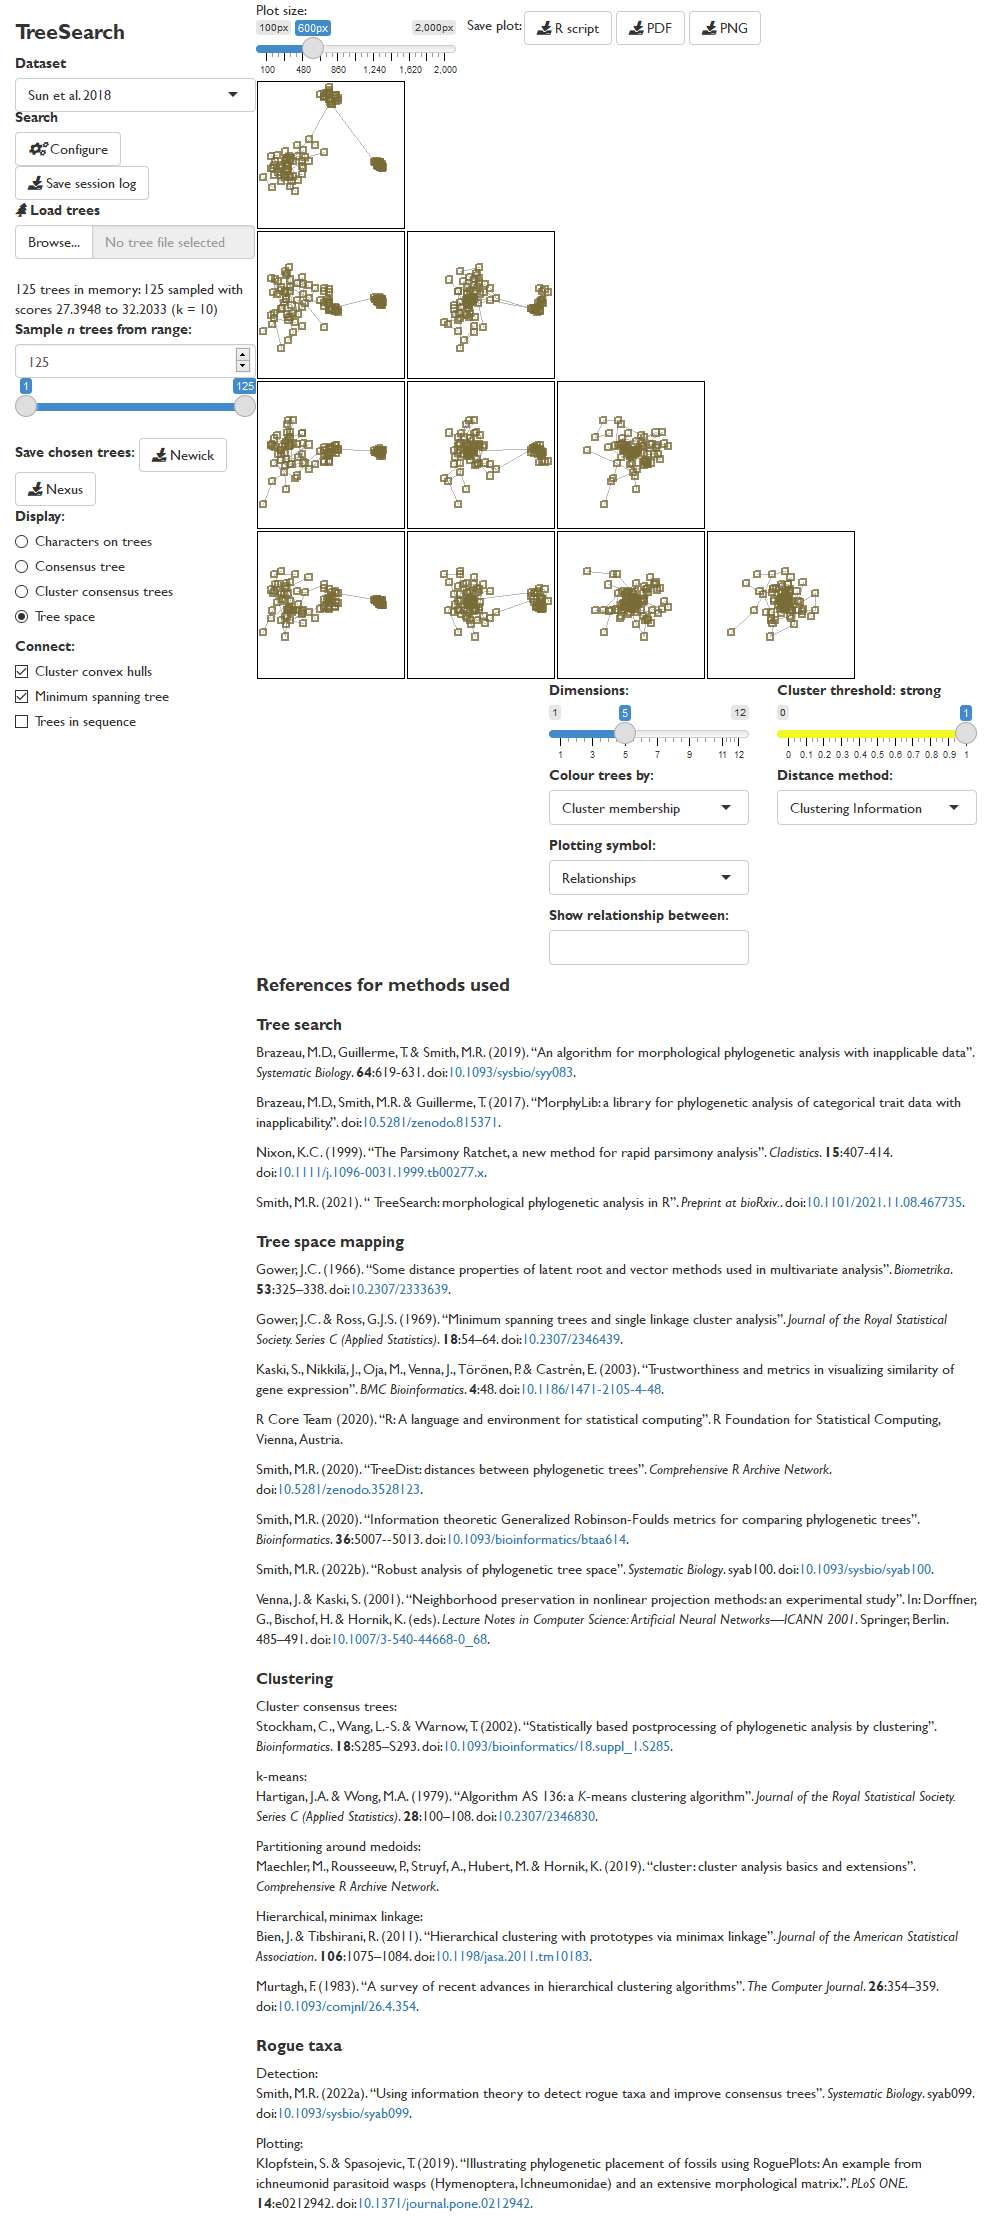 TreeSearch
Dataset
Sun et al. 2018
Search
Configure
Save session log
Load trees
Browse... No tree file selected
125 trees in memory: 125 sampled with
scores 27.3948 to 32.2033 (k = 10)
Sample n trees from range:
125
1 125
Save chosen trees: Newick
Nexus
Display:
Characters on trees
Consensus tree
Cluster consensus trees
Tree space
Connect:
Cluster convex hulls
Minimum spanning tree
Trees in sequence
Plot size:
100px 600px 2,000px
100 480 860 1,240 1,620 2,000
Save plot: R script PDF PNG
Dimensions:
1 5 12
1 3 5 7 9 11 12
Colour trees by:
Cluster membership
Plotting symbol:
Relationships
Show relationship between:
Cluster threshold: strong
0 1
0 0.1 0.2 0.3 0.4 0.5 0.6 0.7 0.8 0.9 1
Distance method:
Clustering Information
References for methods used
Tree search
Brazeau, M.D., Guillerme, T. & Smith, M.R. (2019). “An algorithm for morphological phylogenetic analysis with inapplicable data”.
Systematic Biology. 64:619-631. doi:10.1093/sysbio/syy083.
Brazeau, M.D., Smith, M.R. & Guillerme, T. (2017). “MorphyLib: a library for phylogenetic analysis of categorical trait data with
inapplicability.”. doi:10.5281/zenodo.815371.
Nixon, K.C. (1999). “The Parsimony Ratchet, a new method for rapid parsimony analysis”. Cladistics. 15:407-414.
doi:10.1111/j.1096-0031.1999.tb00277.x.
Smith, M.R. (2021). “ TreeSearch: morphological phylogenetic analysis in R”. Preprint at bioRxiv.. doi:10.1101/2021.11.08.467735.
Tree space mapping
Gower, J.C. (1966). “Some distance properties of latent root and vector methods used in multivariate analysis”. Biometrika.
53:325–338. doi:10.2307/2333639.
Gower, J.C. & Ross, G.J.S. (1969). “Minimum spanning trees and single linkage cluster analysis”. Journal of the Royal Statistical
Society. Series C (Applied Statistics). 18:54–64. doi:10.2307/2346439.
Kaski, S., Nikkilä, J., Oja, M., Venna, J., Törönen, P. & Castrén, E. (2003). “Trustworthiness and metrics in visualizing similarity of
gene expression”. BMC Bioinformatics. 4:48. doi:10.1186/1471-2105-4-48.
R Core Team (2020). “R: A language and environment for statistical computing”. R Foundation for Statistical Computing,
Vienna, Austria.
Smith, M.R. (2020). “TreeDist: distances between phylogenetic trees”. Comprehensive R Archive Network.
doi:10.5281/zenodo.3528123.
Smith, M.R. (2020). “Information theoretic Generalized Robinson-Foulds metrics for comparing phylogenetic trees”.
Bioinformatics. 36:5007--5013. doi:10.1093/bioinformatics/btaa614.
Smith, M.R. (2022b). “Robust analysis of phylogenetic tree space”. Systematic Biology. syab100. doi:10.1093/sysbio/syab100.
Venna, J. & Kaski, S. (2001). “Neighborhood preservation in nonlinear projection methods: an experimental study”. In: Dorffner,
G., Bischof, H. & Hornik, K. (eds). Lecture Notes in Computer Science: Artificial Neural Networks—ICANN 2001. Springer, Berlin.
485–491. doi:10.1007/3-540-44668-0_68.
Clustering
Cluster consensus trees:
Stockham, C., Wang, L.-S. & Warnow, T. (2002). “Statistically based postprocessing of phylogenetic analysis by clustering”.
Bioinformatics. 18:S285–S293. doi:10.1093/bioinformatics/18.suppl_1.S285.
k-means:
Hartigan, J.A. & Wong, M.A. (1979). “Algorithm AS 136: a K-means clustering algorithm”. Journal of the Royal Statistical Society.
Series C (Applied Statistics). 28:100–108. doi:10.2307/2346830.
Partitioning around medoids:
Maechler, M., Rousseeuw, P., Struyf, A., Hubert, M. & Hornik, K. (2019). “cluster: cluster analysis basics and extensions”.
Comprehensive R Archive Network.
Hierarchical, minimax linkage:
Bien, J. & Tibshirani, R. (2011). “Hierarchical clustering with prototypes via minimax linkage”. Journal of the American Statistical
Association. 106:1075–1084. doi:10.1198/jasa.2011.tm10183.
Murtagh, F. (1983). “A survey of recent advances in hierarchical clustering algorithms”. The Computer Journal. 26:354–359.
doi:10.1093/comjnl/26.4.354.
Rogue taxa
Detection:
Smith, M.R. (2022a). “Using information theory to detect rogue taxa and improve consensus trees”. Systematic Biology. syab099.
doi:10.1093/sysbio/syab099.
Plotting:
Klopfstein, S. & Spasojevic, T. (2019). “Illustrating phylogenetic placement of fossils using RoguePlots: An example from
ichneumonid parasitoid wasps (Hymenoptera, Ichneumonidae) and an extensive morphological matrix.”. PLoS ONE.
14:e0212942. doi:10.1371/journal.pone.0212942.